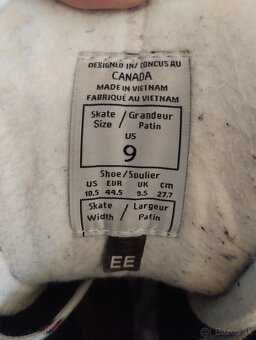 DESIGNED IN/ CONCUS AU
CANADA
MADE IN VIETNAM
FABRIQUÉ AU VIETNAM
Skate / Grandeur
Size / Patin
US
9
Shoe/Soulier
US EUR UK cm
10.5 44.5 9.5 27.7
Skate / Largeur
Width / Patin
EE